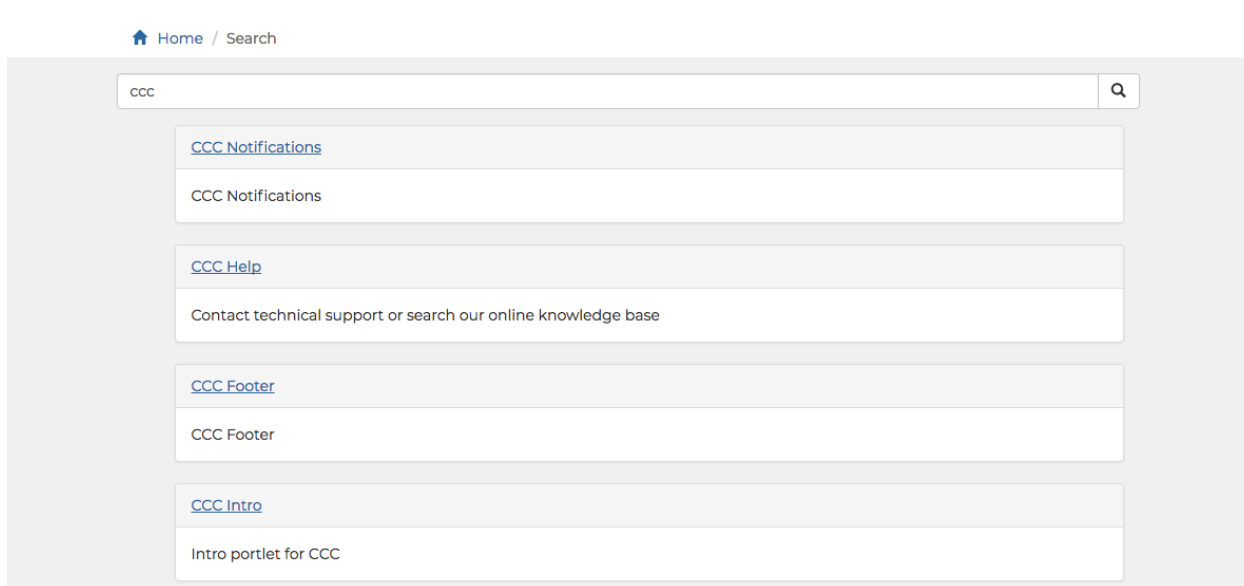 Home / Search
ccc
CCC Notifications
CCC Notifications
CCC Help
Contact technical support or search our online knowledge base
CCC Footer
CCC Footer
CCC Intro
Intro portlet for CCC